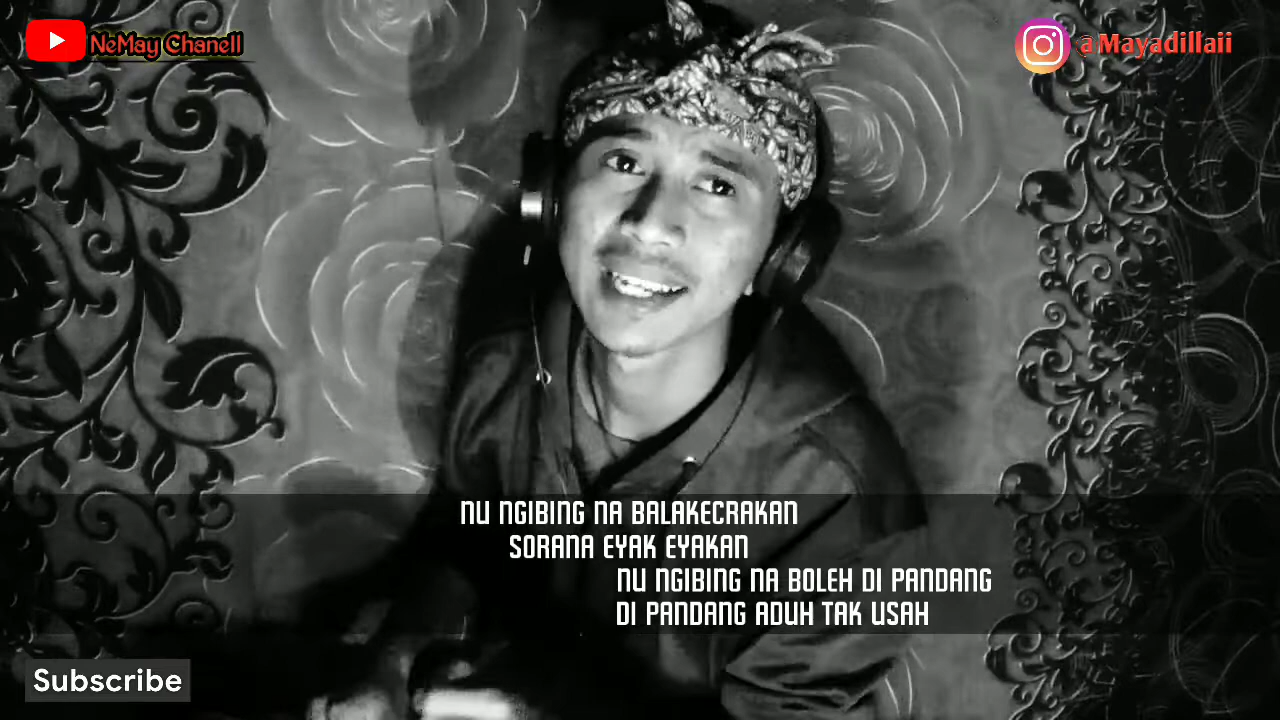 NeMay Chanell
@Mayadillaii
NU NGIBING NA BALAKECRAKAN
SORANA EYAK EYAKAN
NU NGIBING NA BOLEH DI PANDANG
DI PANDANG ADUH TAK USAH
Subscribe